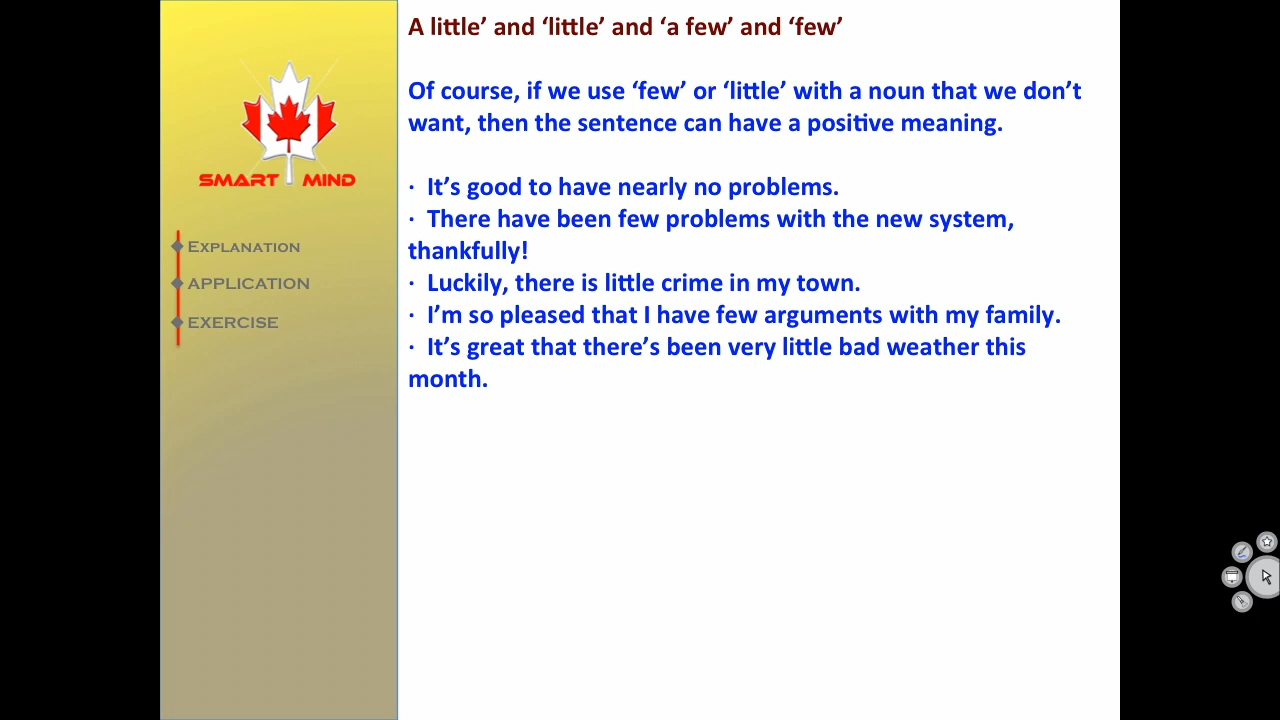 SMART MIND
EXPLANATION
APPLICATION
EXERCISE
A little’ and ‘little’ and ‘a few’ and ‘few’
Of course, if we use ‘few’ or ‘little’ with a noun that we don’t
want, then the sentence can have a positive meaning.
· It’s good to have nearly no problems.
· There have been few problems with the new system,
thankfully!
· Luckily, there is little crime in my town.
· I’m so pleased that I have few arguments with my family.
· It’s great that there’s been very little bad weather this
month.